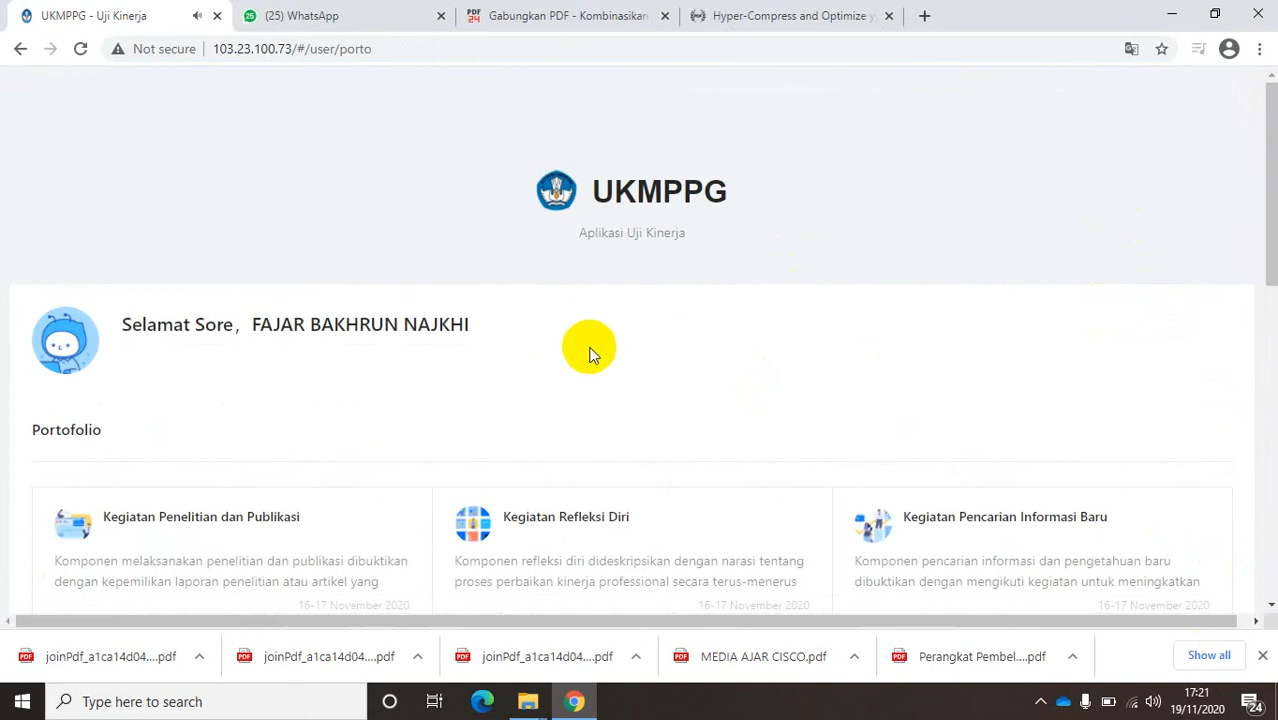 UKMPPG - Uji Kinerja
(25) WhatsApp
Gabungkan PDF - Kombinasikan
Hyper-Compress and Optimize y
Not secure
103.23.100.73/#/user/porto
UKMPPG
Aplikasi Uji Kinerja
Selamat Sore, FAJAR BAKHRUN NAJKHI
Portofolio
Kegiatan Penelitian dan Publikasi
Komponen melaksanakan penelitian dan publikasi dibuktikan
dengan kepemilikan laporan penelitian atau artikel yang
16-17 November 2020
Kegiatan Refleksi Diri
Komponen refleksi diri dideskripsikan dengan narasi tentang
proses perbaikan kinerja professional secara terus-menerus
16-17 November 2020
Kegiatan Pencarian Informasi Baru
Komponen pencarian informasi dan pengetahuan baru
dibuktikan dengan mengikuti kegiatan untuk meningkatkan
16-17 November 2020
joinPdf_a1ca14d04....pdf
joinPdf_a1ca14d04....pdf
joinPdf_a1ca14d04....pdf
MEDIA AJAR CISCO.pdf
Perangkat Pembel....pdf
Show all
Type here to search
17:21
19/11/2020
24